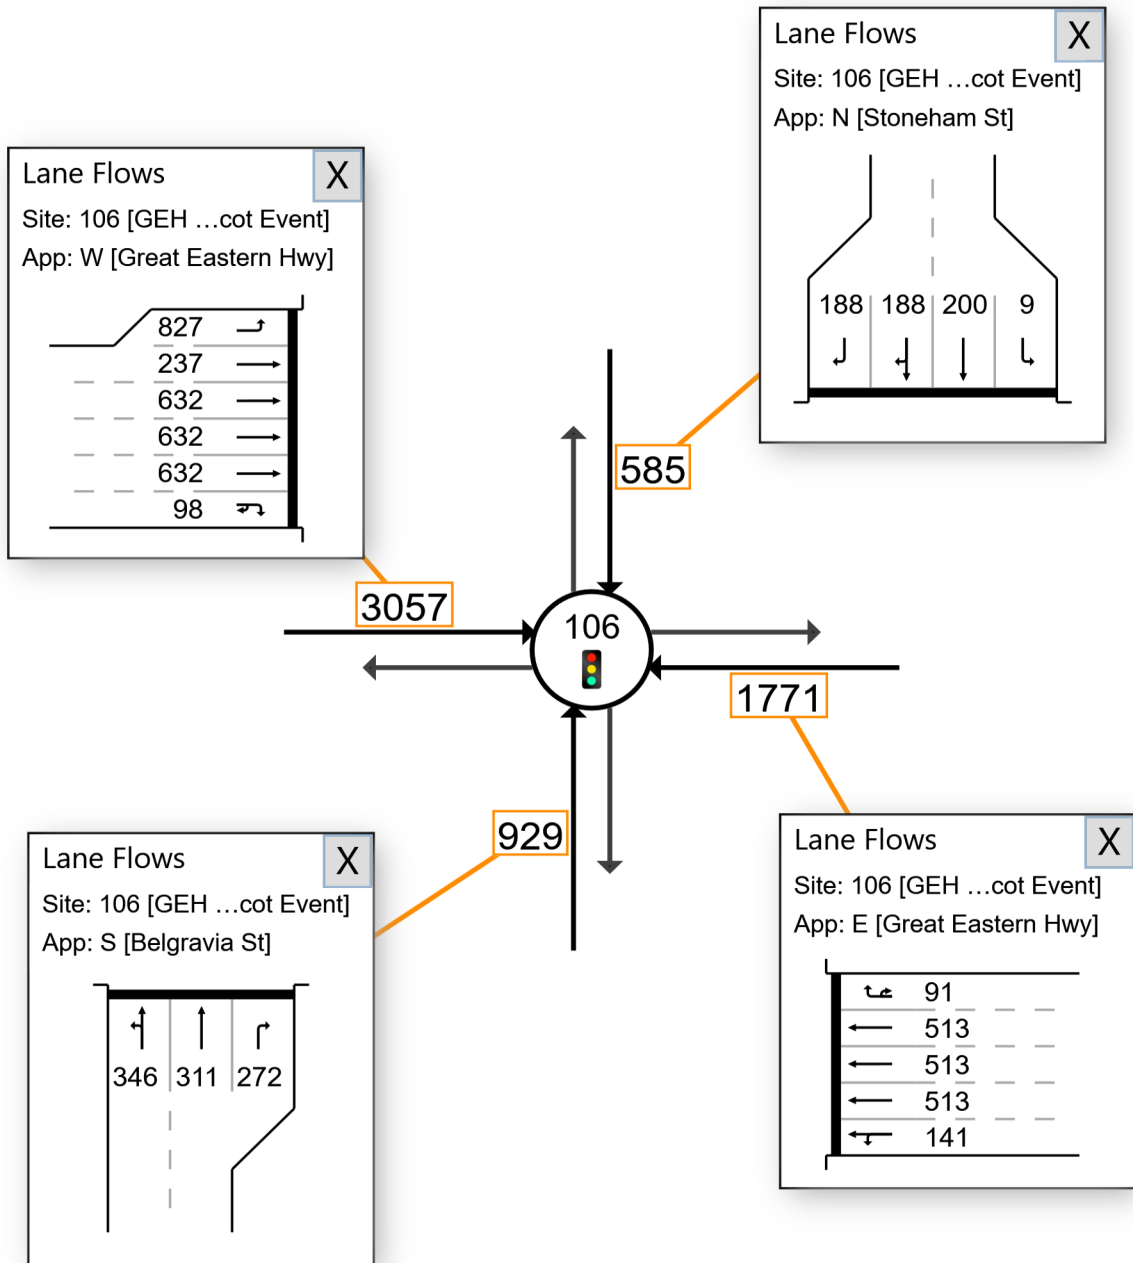 Lane Flows
X
Site: 106 [GEH ...cot Event]
App: N [Stoneham St]
188 188 200 9
Lane Flows
X
Site: 106 [GEH ...cot Event]
App: W [Great Eastern Hwy]
827
237
632
632
632
98
585
3057
106
1771
929
Lane Flows
X
Site: 106 [GEH ...cot Event]
App: S [Belgravia St]
346 311 272
Lane Flows
X
Site: 106 [GEH ...cot Event]
App: E [Great Eastern Hwy]
91
513
513
513
141